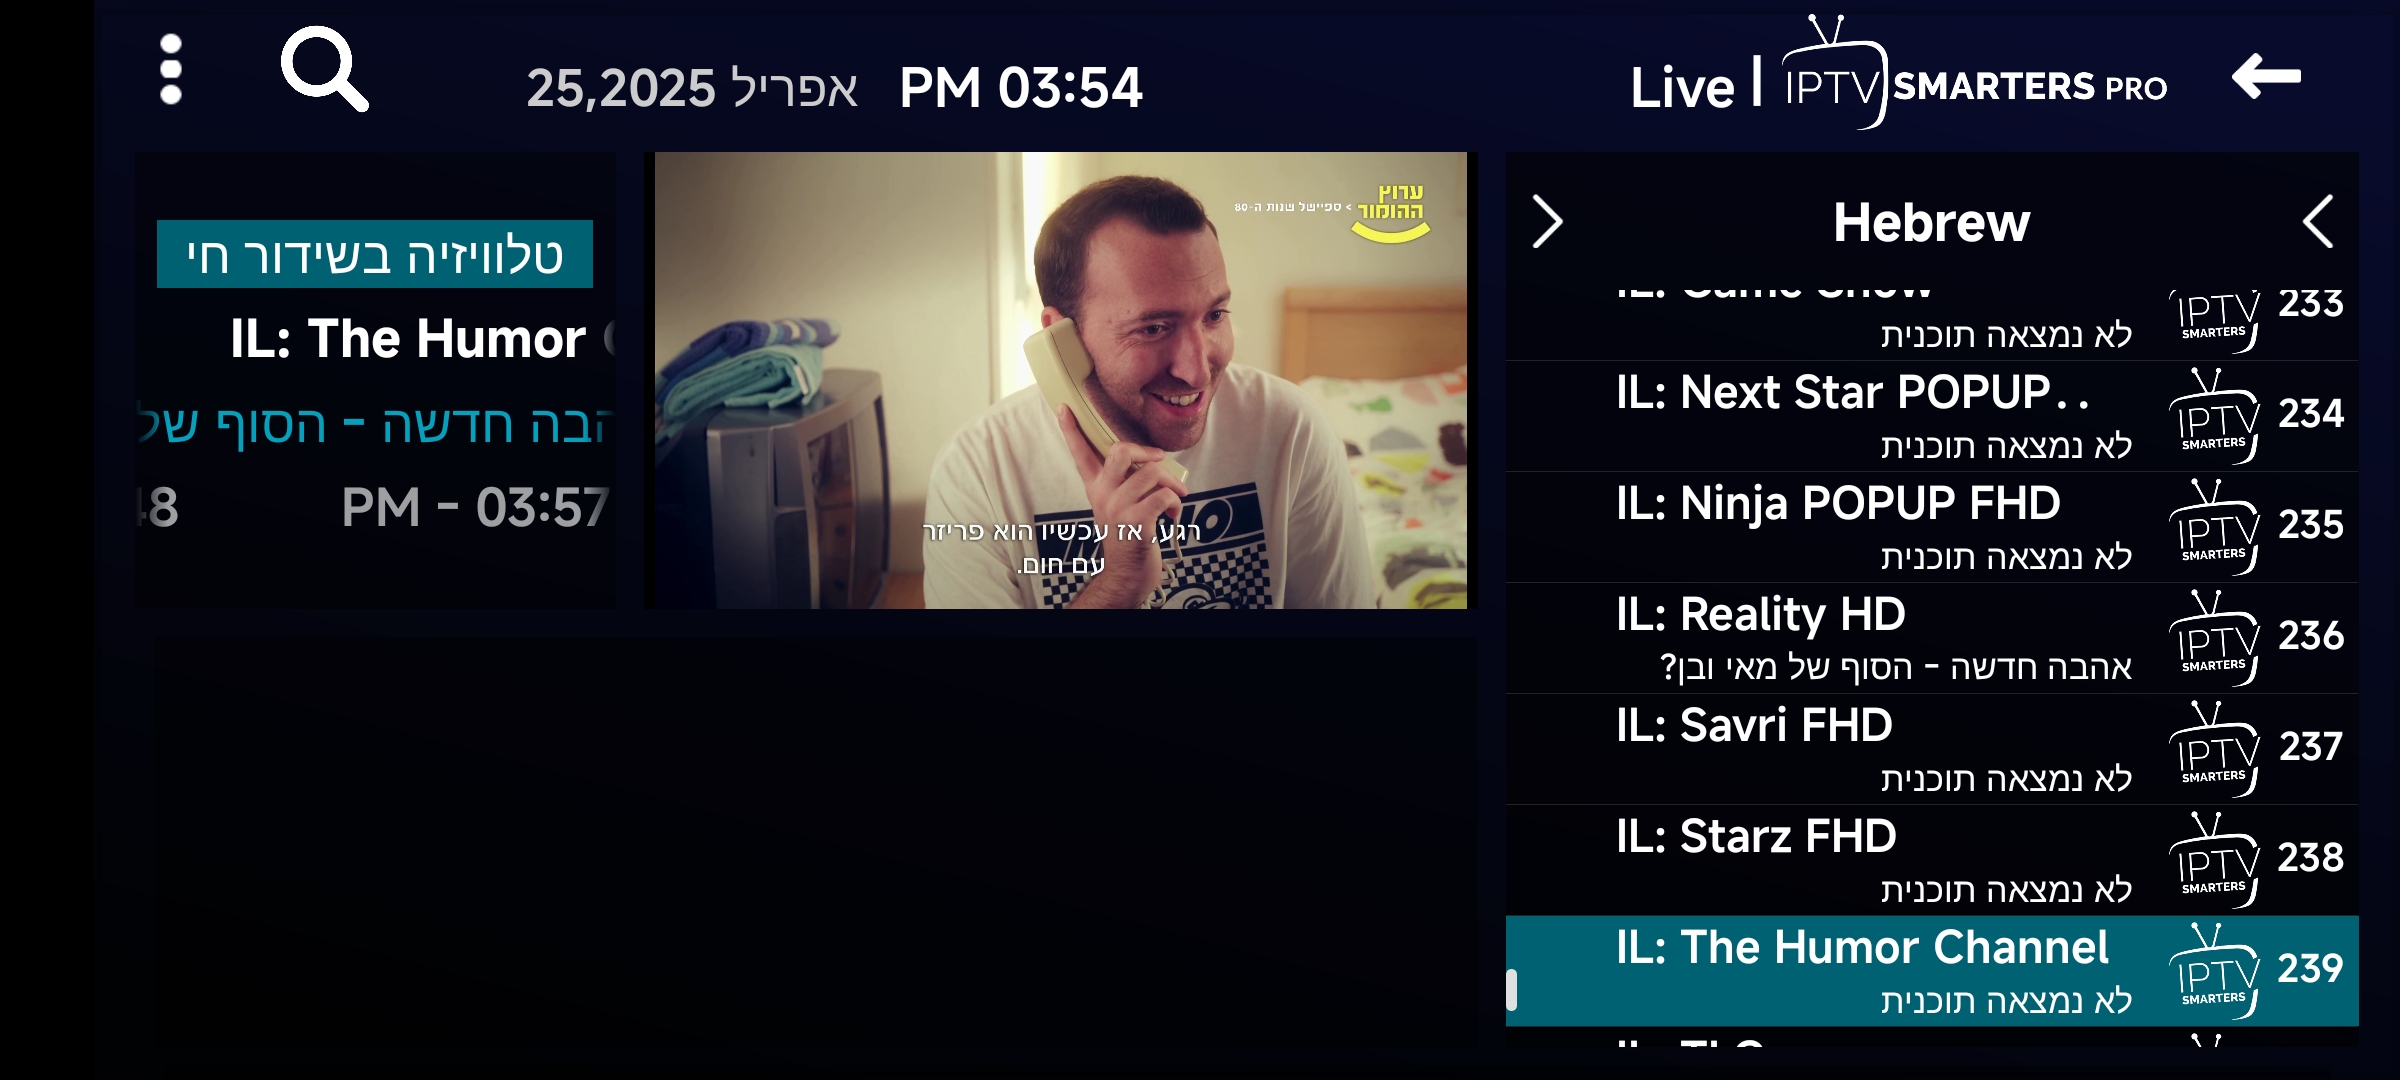 25,2025 אפריל
PM 03:54
Live | IPTV SMARTERS PRO
טלוויזיה בשידור חי
IL: The Humor
חדשה - הסוף של
PM - 03:57
ערוץ
ההומור
> ספיישל שנות ה-80
רגע, אז עכשיו הוא פריזר
עם חום.
Hebrew
IL: Game Show
לא נמצאה תוכנית
IPTV SMARTERS
233
IL: Next Star POPUP..
לא נמצאה תוכנית
IPTV SMARTERS
234
IL: Ninja POPUP FHD
לא נמצאה תוכנית
IPTV SMARTERS
235
IL: Reality HD
אהבה חדשה - הסוף של מאי ובן?
IPTV SMARTERS
236
IL: Savri FHD
לא נמצאה תוכנית
IPTV SMARTERS
237
IL: Starz FHD
לא נמצאה תוכנית
IPTV SMARTERS
238
IL: The Humor Channel
לא נמצאה תוכנית
IPTV SMARTERS
239